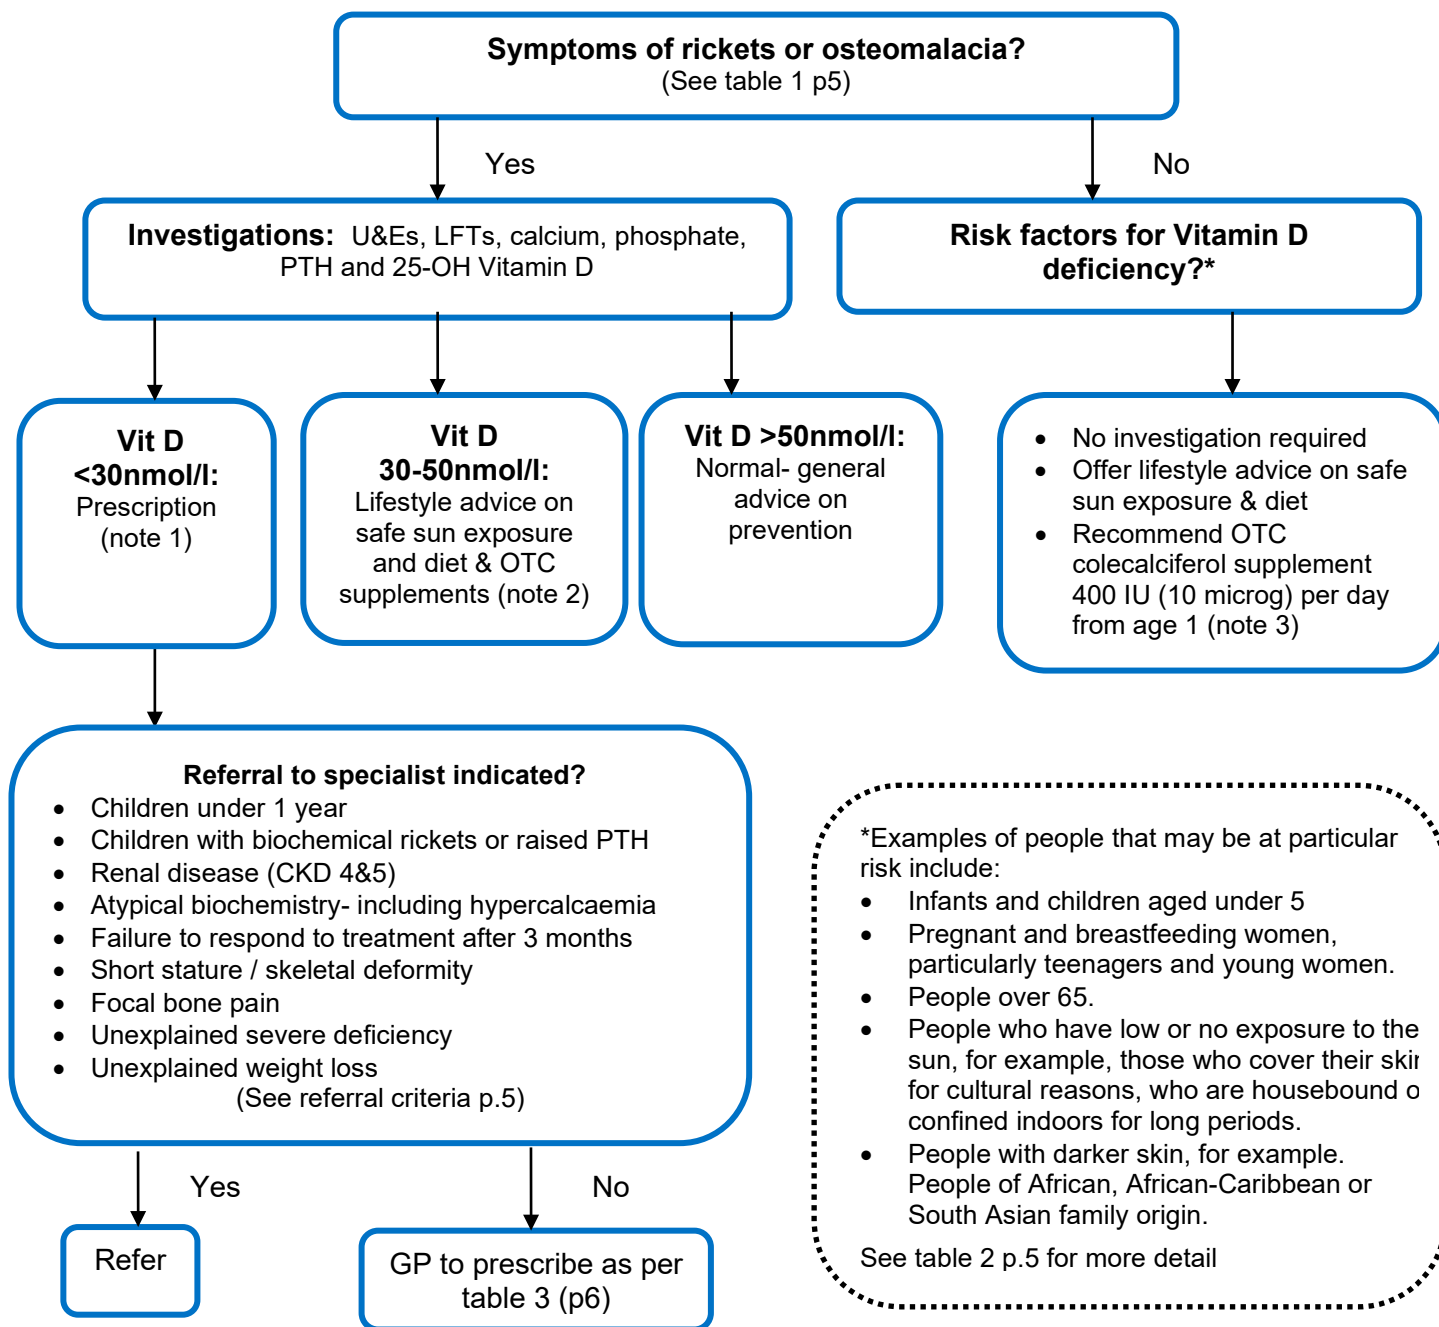 Symptoms of rickets or osteomalacia?
(See table 1 p5)
Yes
No
Investigations: U&Es, LFTs, calcium, phosphate,
PTH and 25-OH Vitamin D
Risk factors for Vitamin D
deficiency?*
Vit D
<30nmol/l:
Prescription
(note 1)
Vit D
30-50nmol/l:
Lifestyle advice on
safe sun exposure
and diet & OTC
supplements (note 2)
Vit D >50nmol/l:
Normal- general
advice on
prevention
• No investigation required
• Offer lifestyle advice on safe
sun exposure & diet
• Recommend OTC
colecalciferol supplement
400 IU (10 microg) per day
from age 1 (note 3)
Referral to specialist indicated?
• Children under 1 year
• Children with biochemical rickets or raised PTH
• Renal disease (CKD 4&5)
• Atypical biochemistry- including hypercalcaemia
• Failure to respond to treatment after 3 months
• Short stature / skeletal deformity
• Focal bone pain
• Unexplained severe deficiency
• Unexplained weight loss
(See referral criteria p.5)
Yes
No
Refer
GP to prescribe as per
table 3 (p6)
*Examples of people that may be at particular
risk include:
• Infants and children aged under 5
• Pregnant and breastfeeding women,
particularly teenagers and young women.
• People over 65.
• People who have low or no exposure to the
sun, for example, those who cover their skin
for cultural reasons, who are housebound o
confined indoors for long periods.
• People with darker skin, for example.
People of African, African-Caribbean or
South Asian family origin.
See table 2 p.5 for more detail